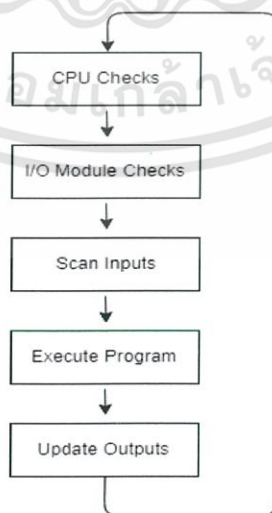 CPU Checks
I/O Module Checks
Scan Inputs
Execute Program
Update Outputs